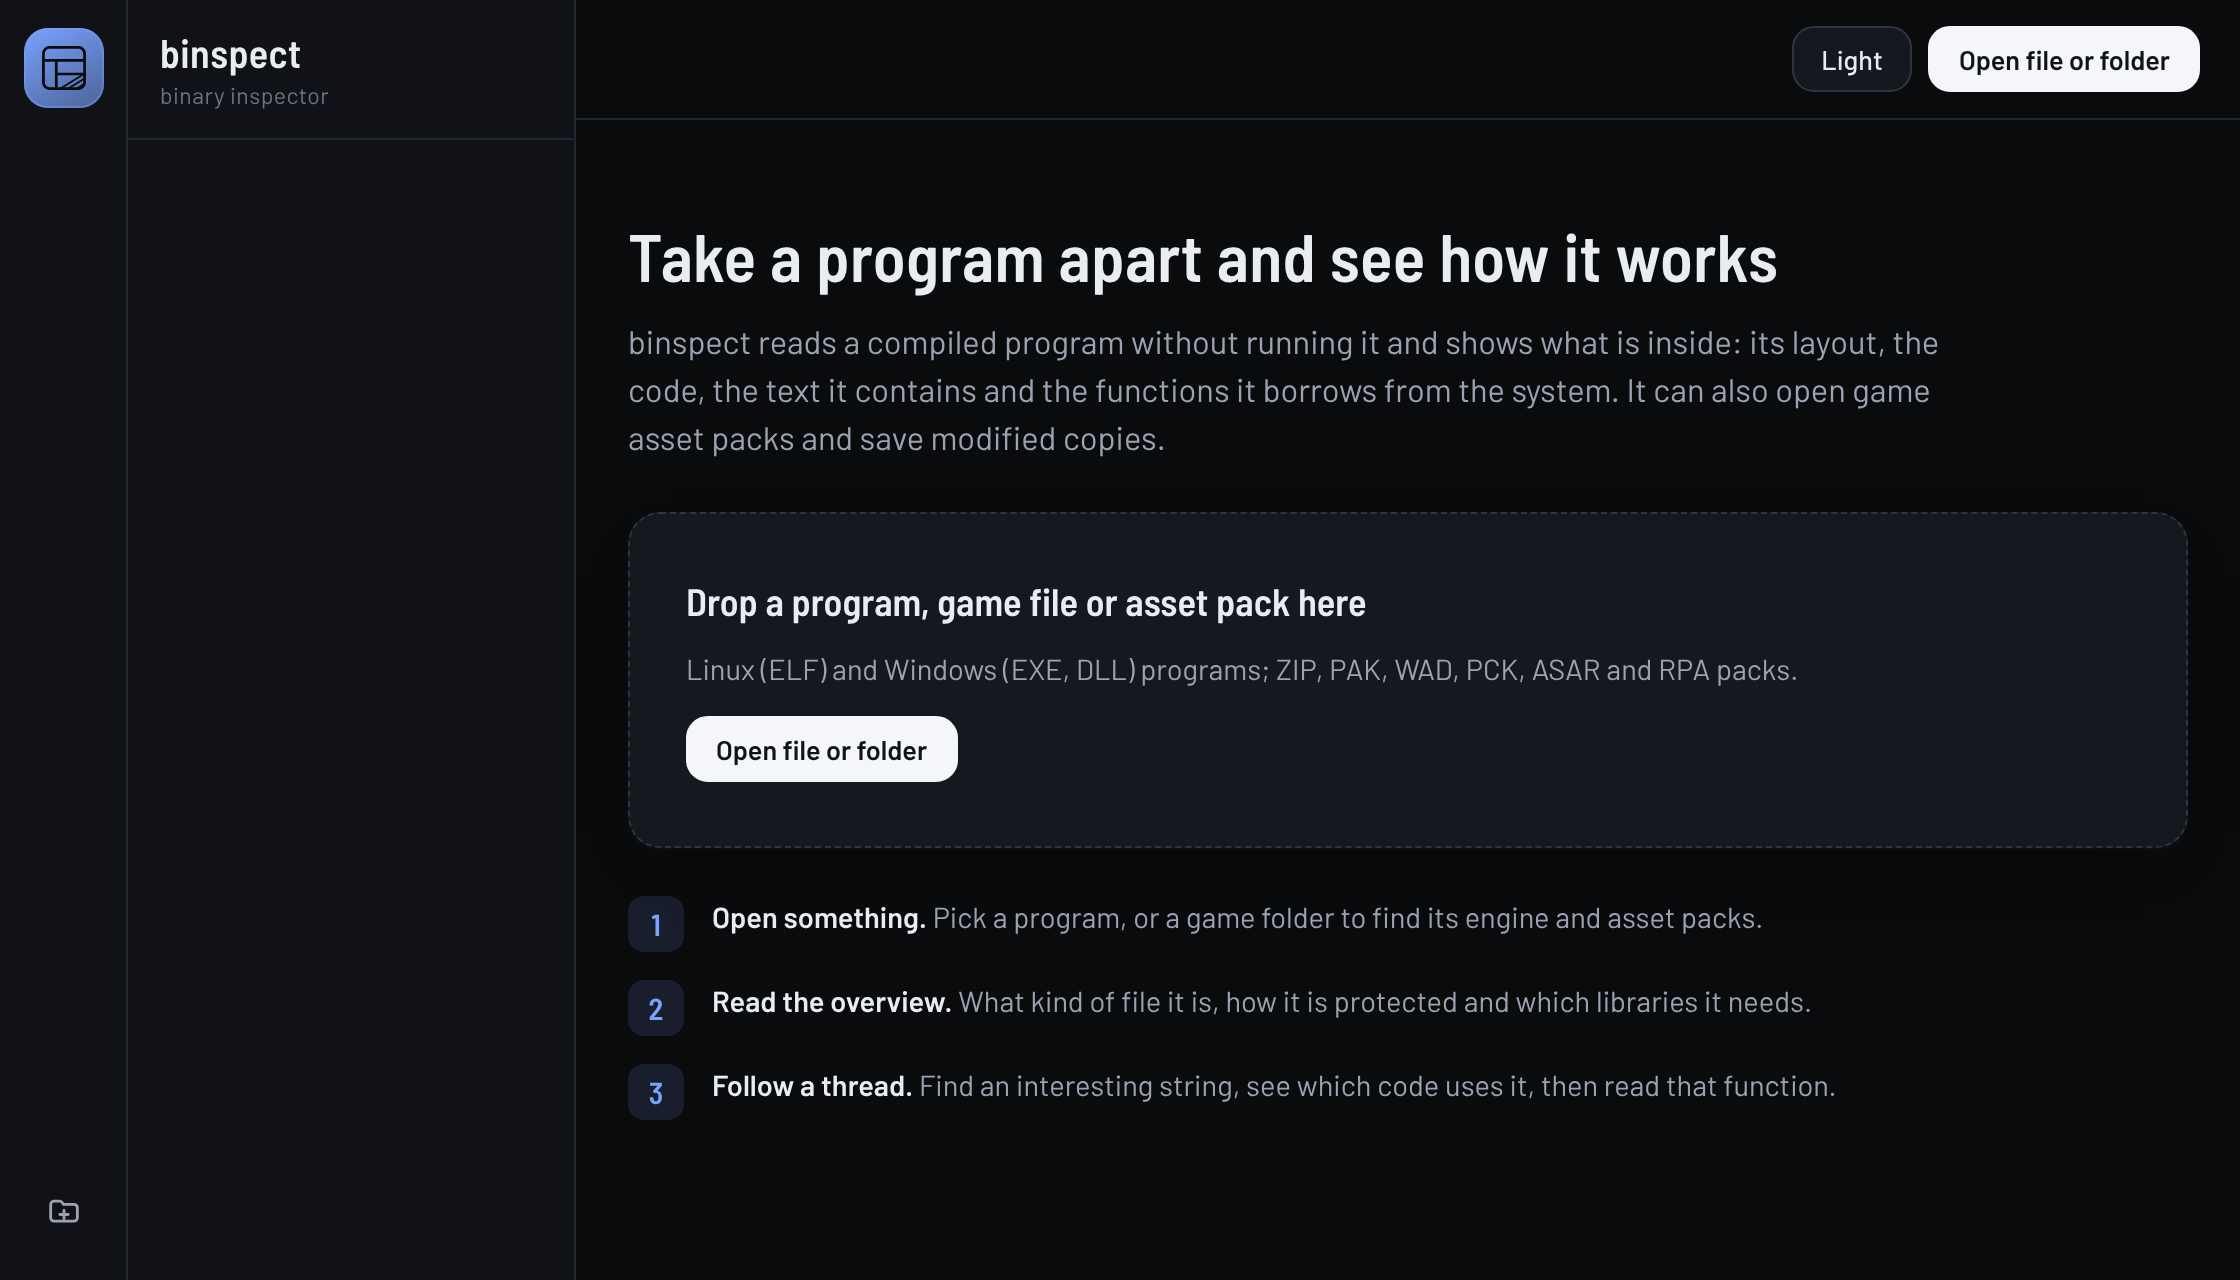 binspect
binary inspector
Light
Open file or folder
Take a program apart and see how it works
binspect reads a compiled program without running it and shows what is inside: its layout, the
code, the text it contains and the functions it borrows from the system. It can also open game
asset packs and save modified copies.
Drop a program, game file or asset pack here
Linux (ELF) and Windows (EXE, DLL) programs; ZIP, PAK, WAD, PCK, ASAR and RPA packs.
Open file or folder
1 Open something. Pick a program, or a game folder to find its engine and asset packs.
2 Read the overview. What kind of file it is, how it is protected and which libraries it needs.
3 Follow a thread. Find an interesting string, see which code uses it, then read that function.